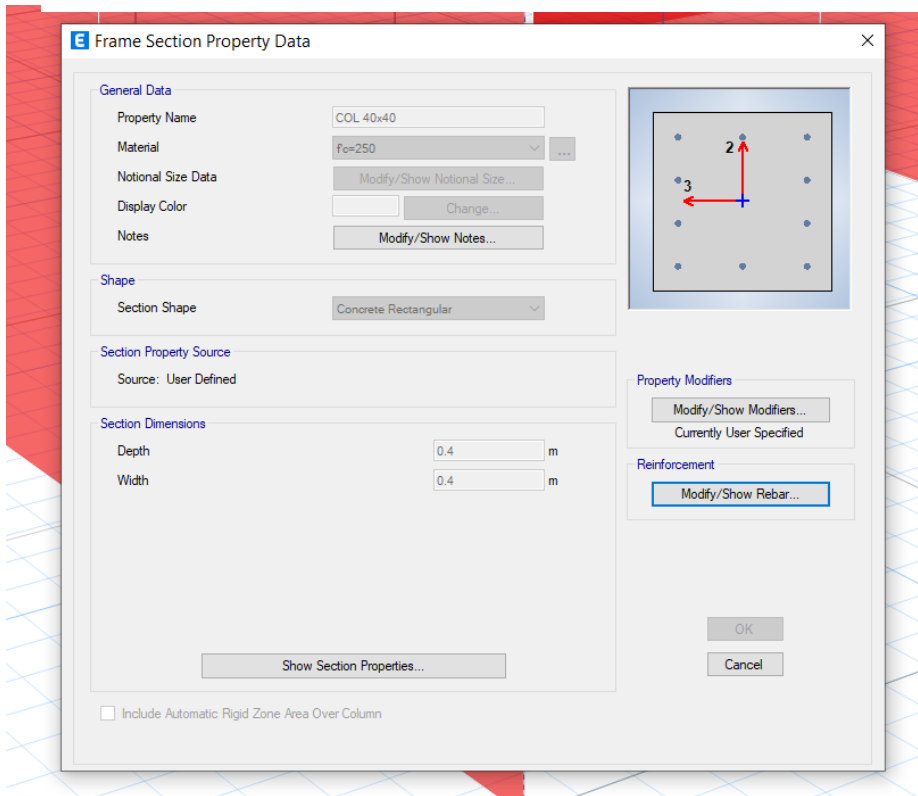 E Frame Section Property Data
General Data
Property Name COL 40x40
Material f'c=250 ...
Notional Size Data Modify/Show Notional Size...
Display Color Change...
Notes Modify/Show Notes...
2
3
Shape
Section Shape Concrete Rectangular
Section Property Source
Source: User Defined
Property Modifiers
Modify/Show Modifiers...
Currently User Specified
Section Dimensions
Depth 0.4 m
Width 0.4 m
Reinforcement
Modify/Show Rebar...
OK
Show Section Properties...
Cancel
Include Automatic Rigid Zone Area Over Column